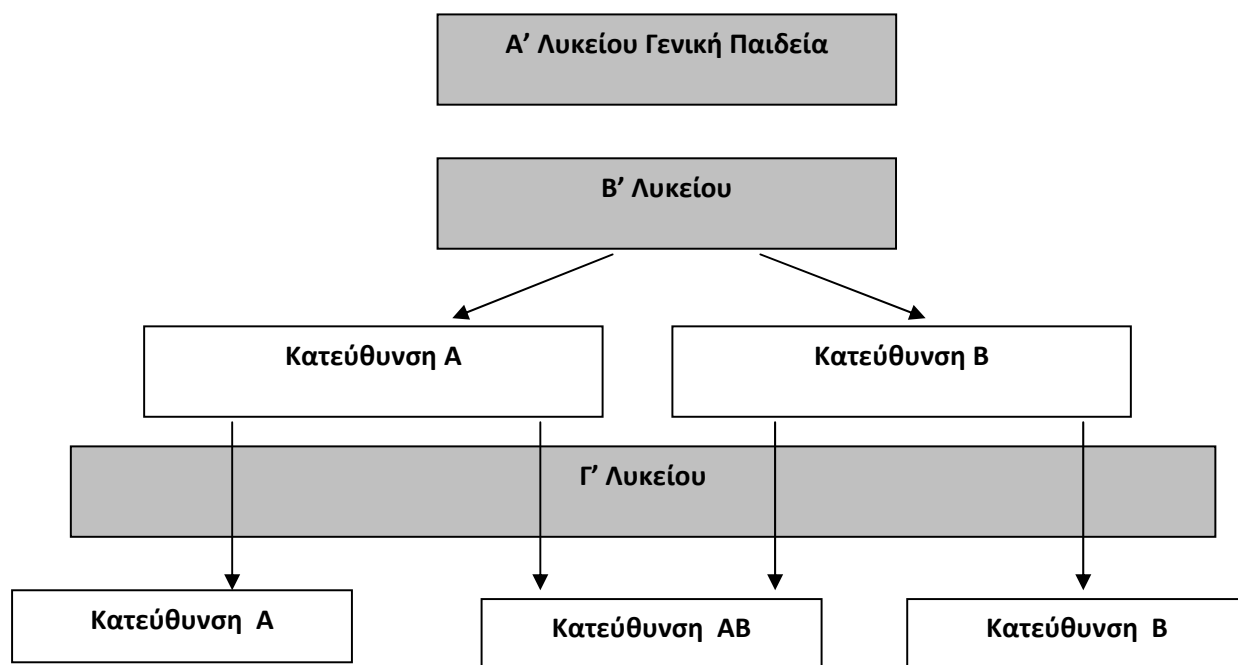 Α’ Λυκείου Γενική Παιδεία
Β’ Λυκείου
Κατεύθυνση Α
Κατεύθυνση Β
Γ’ Λυκείου
Κατεύθυνση Α
Κατεύθυνση ΑΒ
Κατεύθυνση Β